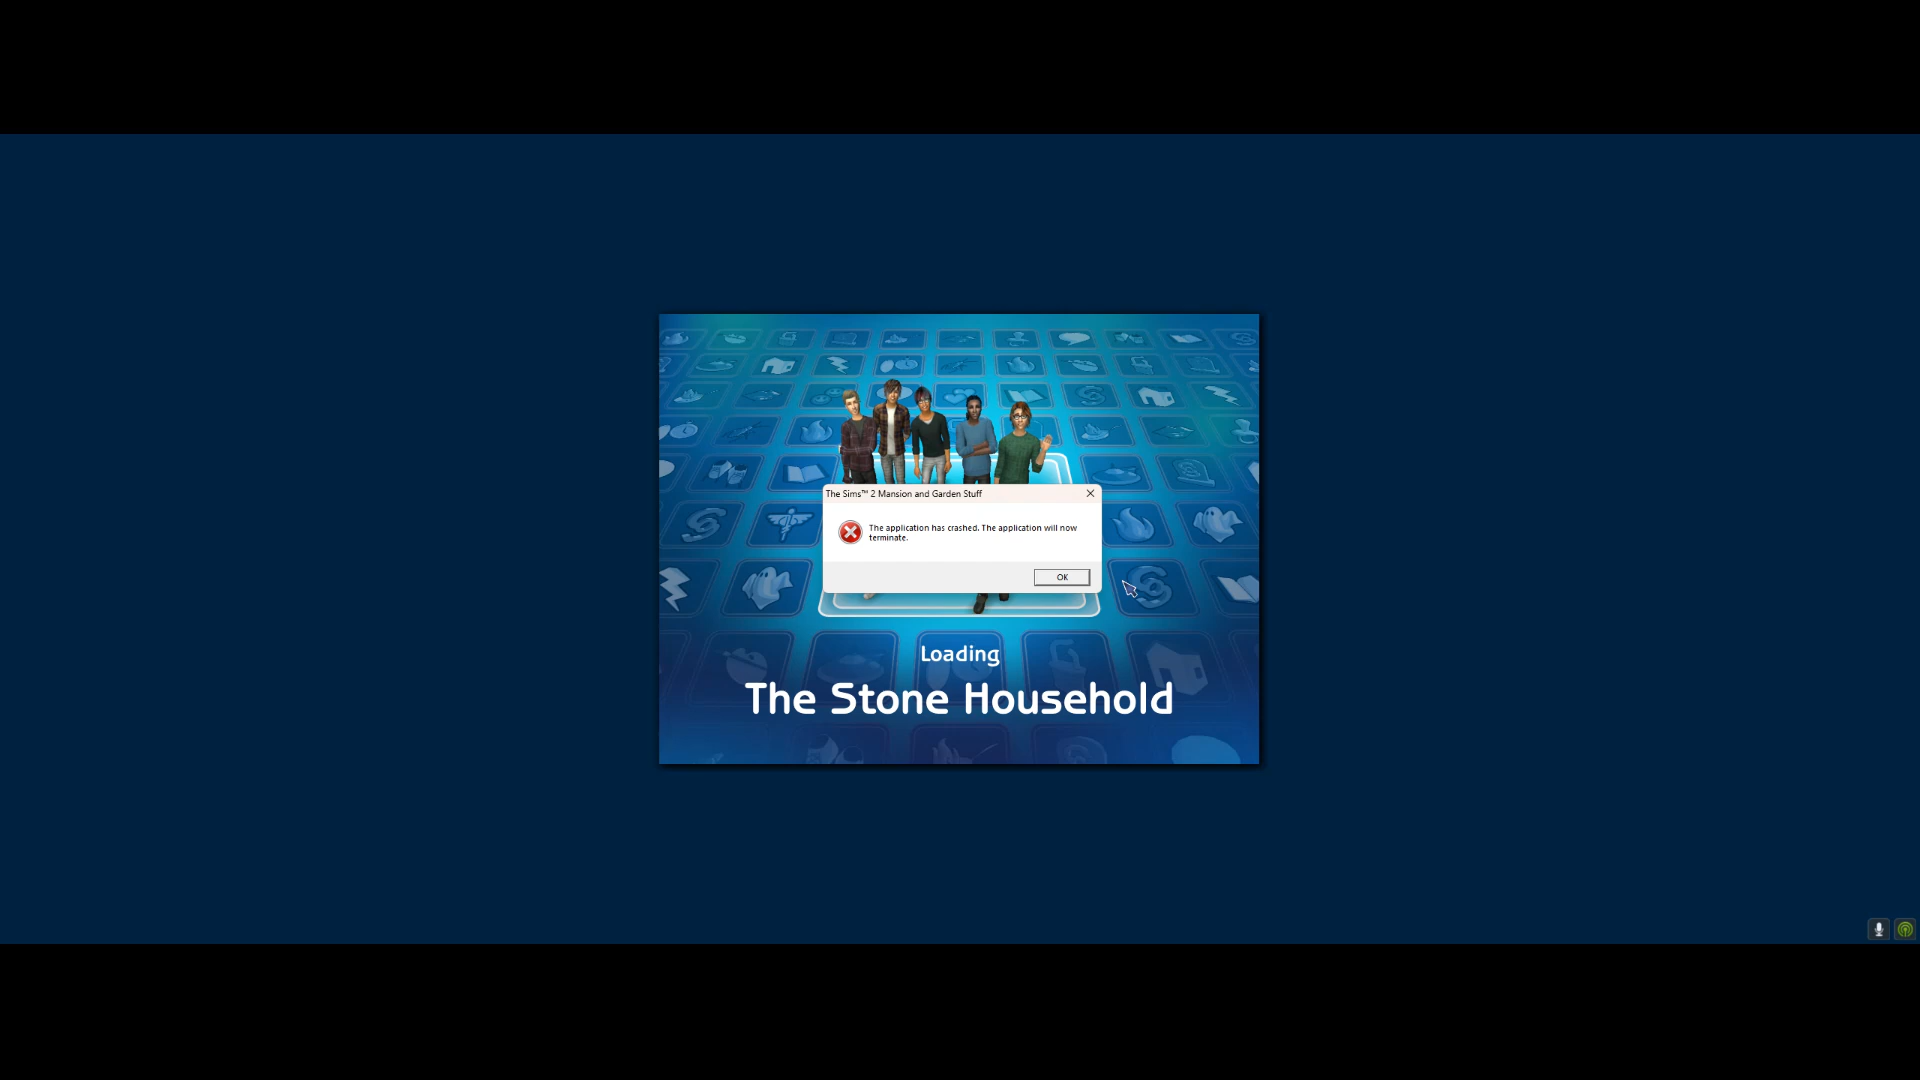 The Sims™ 2 Mansion and Garden Stuff
The application has crashed. The application will now
terminate.
OK
Loading
The Stone Household